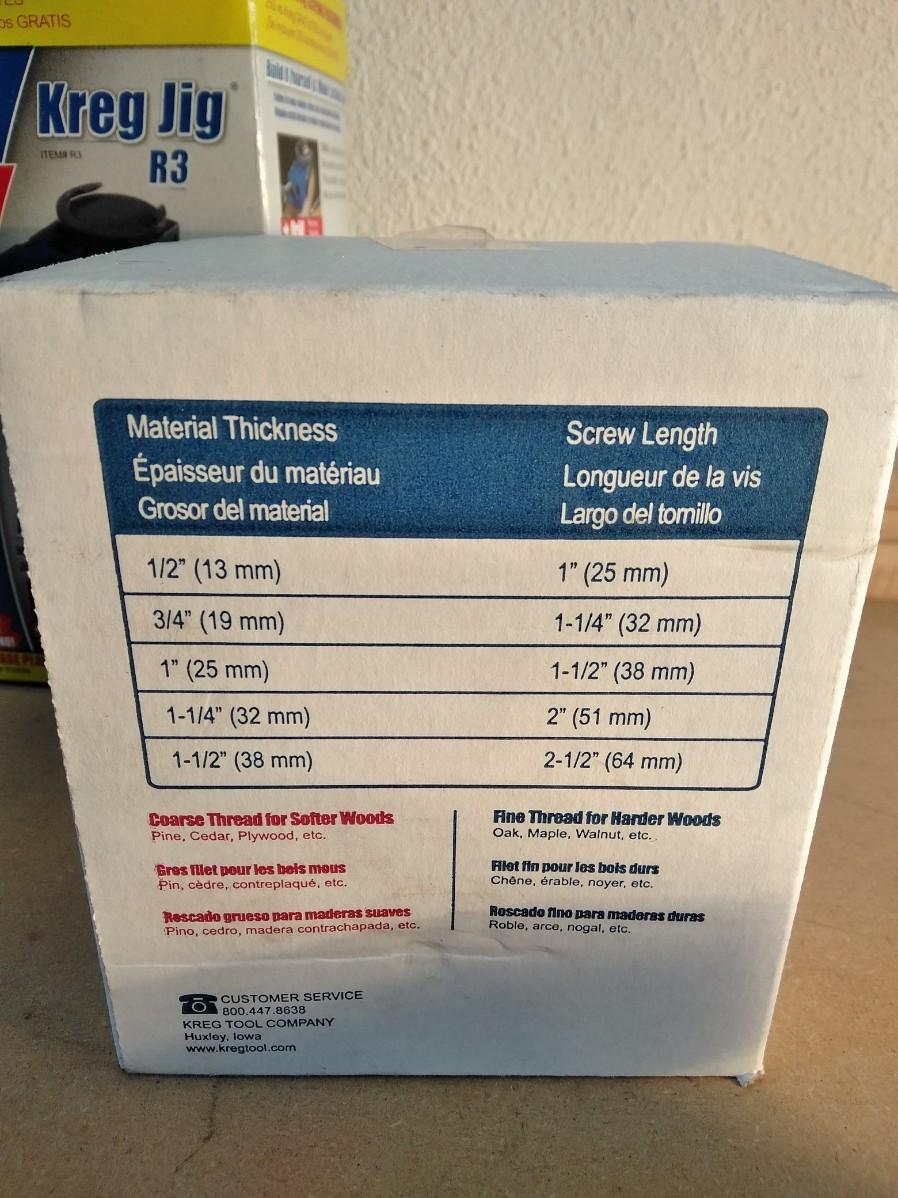 os GRATIS
Kreg Jig
ITEM# R3
R3
Material Thickness Screw Length
Épaisseur du matériau Longueur de la vis
Grosor del material Largo del tornillo
1/2” (13 mm) 1” (25 mm)
3/4” (19 mm) 1-1/4” (32 mm)
1” (25 mm) 1-1/2” (38 mm)
1-1/4” (32 mm) 2” (51 mm)
1-1/2” (38 mm) 2-1/2” (64 mm)
Coarse Thread for Softer Woods
Pine, Cedar, Plywood, etc.
Gros filet pour les bois mous
Pin, cèdre, contreplaqué, etc.
Roscado grueso para maderas suaves
Pino, cedro, madera contrachapada, etc.
Fine Thread for Harder Woods
Oak, Maple, Walnut, etc.
Filet fin pour les bois durs
Chêne, érable, noyer, etc.
Roscado fino para maderas duras
Roble, arce, nogal, etc.
CUSTOMER SERVICE
800.447.8638
KREG TOOL COMPANY
Huxley, Iowa
www.kregtool.com